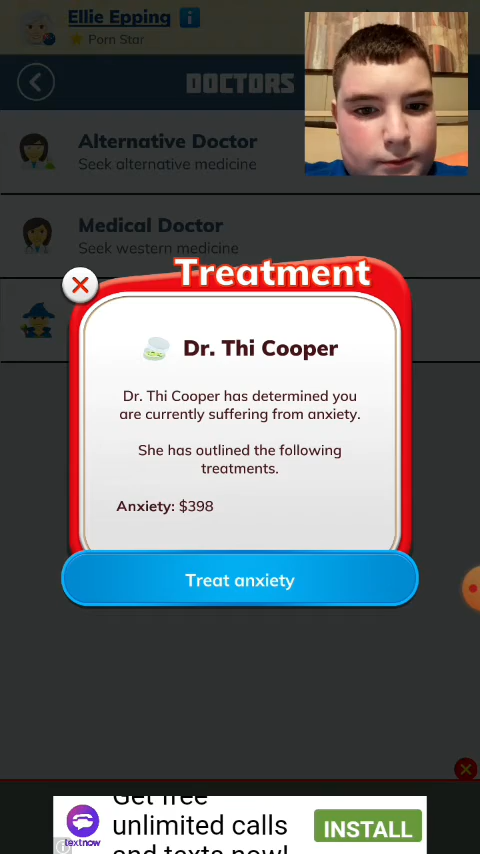 Ellie Epping i
Porn Star
DOCTORS
Alternative Doctor
Seek alternative medicine
Medical Doctor
Seek western medicine
Treatment
Dr. Thi Cooper
Dr. Thi Cooper has determined you
are currently suffering from anxiety.
She has outlined the following
treatments.
Anxiety: $398
Treat anxiety
Get free
unlimited calls
and texts now!
textnow
INSTALL